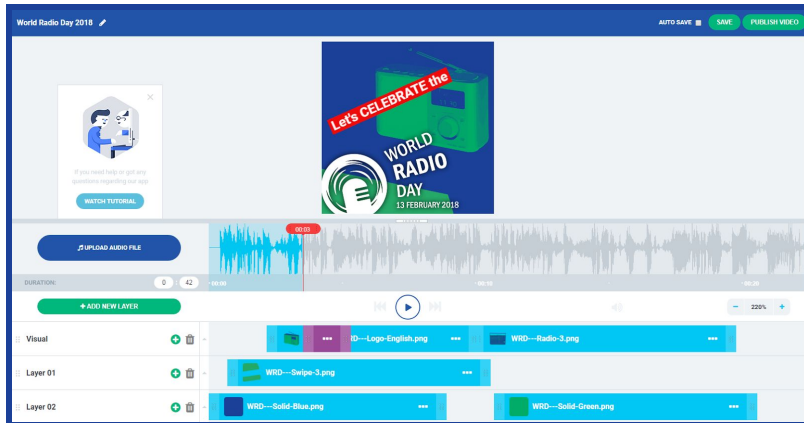 World Radio Day 2018
AUTO SAVE
SAVE
PUBLISH VIDEO
Let's CELEBRATE the
WORLD
RADIO
DAY
13 FEBRUARY 2018
If you need help or got any
questions regarding our app
WATCH TUTORIAL
UPLOAD AUDIO FILE
00:03
DURATION:
0 : 42
00:00
00:10
00:20
+ ADD NEW LAYER
- 220% +
Visual
D---Logo-English.png
WRD---Radio-3.png
Layer 01
WRD---Swipe-3.png
Layer 02
WRD---Solid-Blue.png
WRD---Solid-Green.png